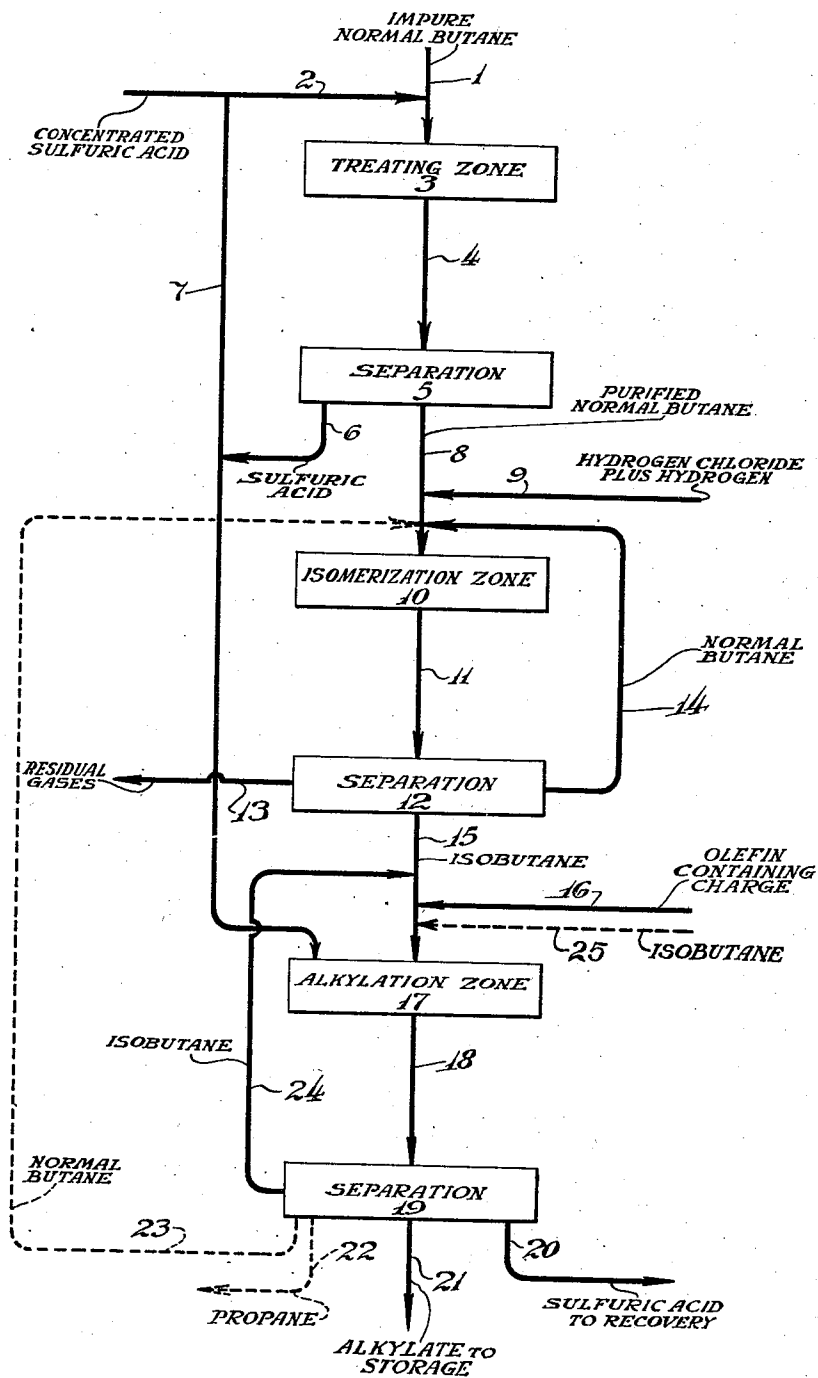 IMPURE
NORMAL BUTANE
1
2
CONCENTRATED
SULFURIC ACID
TREATING ZONE
3
4
7
SEPARATION
5
PURIFIED
NORMAL BUTANE
6
8
SULFURIC
ACID
HYDROGEN CHLORIDE
PLUS HYDROGEN
9
ISOMERIZATION ZONE
10
NORMAL
BUTANE
11
14
RESIDUAL
GASES
13
SEPARATION
12
15
ISOBUTANE
OLEFIN
CONTAINING
CHARGE
16
25
ISOBUTANE
ALKYLATION ZONE
17
ISOBUTANE
18
24
NORMAL
BUTANE
SEPARATION
19
23
22
20
21
PROPANE
SULFURIC ACID
TO RECOVERY
ALKYLATE TO
STORAGE